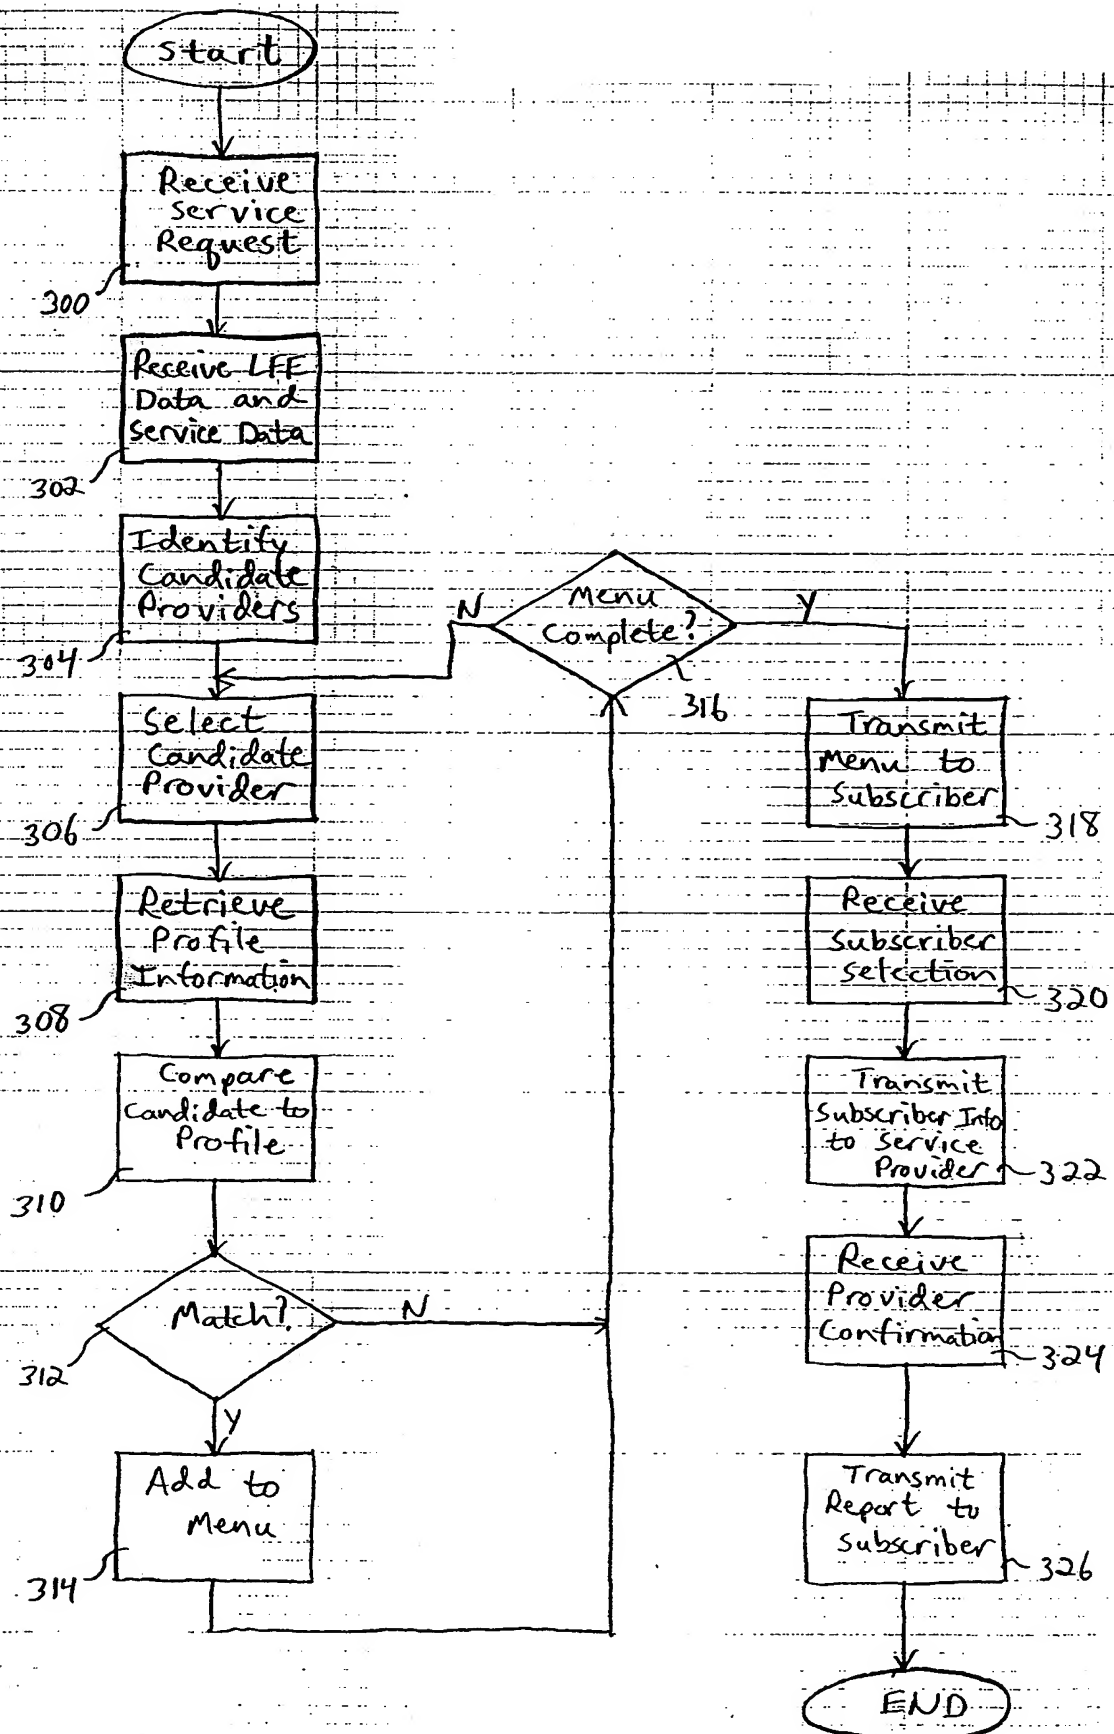 Start
Receive
Service
Request
300
Receive LFE
Data and
Service Data
302
Identify
Candidate
Providers
304
Select
Candidate
Provider
306
Retrieve
Profile
Information
308
Compare
Candidate to
Profile
310
Match?
N
312
Y
Add to
Menu
314
Menu
Complete?
N
Y
316
Transmit
Menu to
Subscriber
318
Receive
Subscriber
Selection
320
Transmit
Subscriber Info
to Service
Provider
322
Receive
Provider
Confirmation
324
Transmit
Report to
Subscriber
326
END